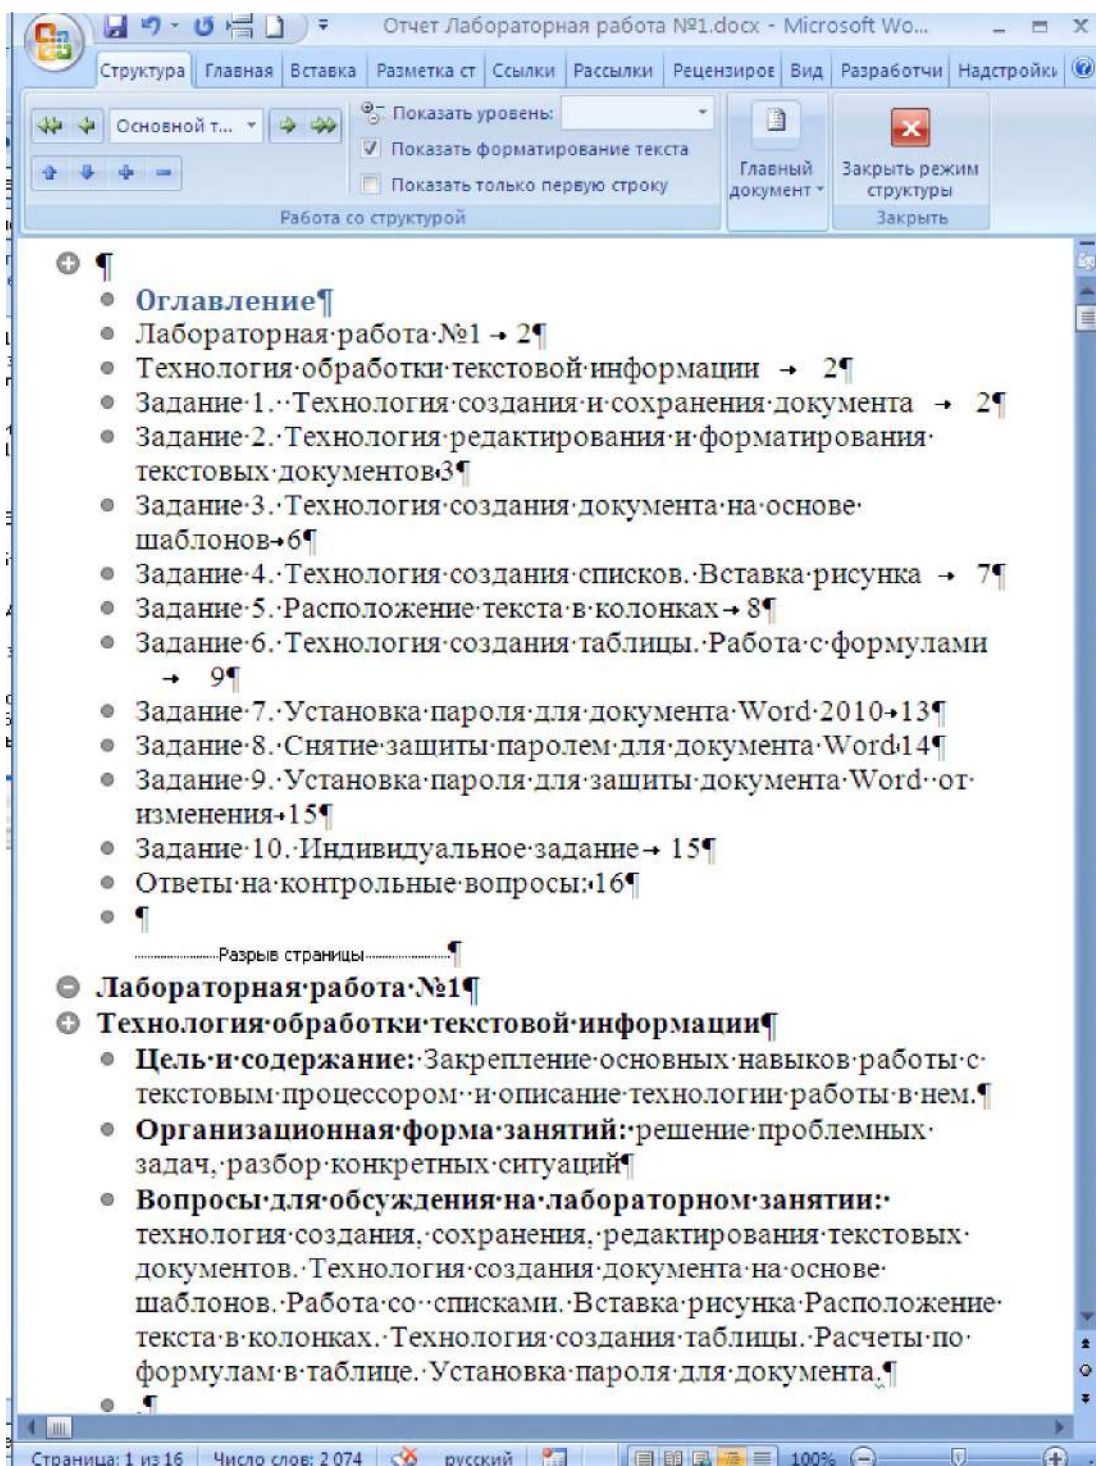 Отчет Лабораторная работа №1.docx - Microsoft Wo...
Структура Главная Вставка Разметка ст Ссылки Рассылки Рецензирое Вид Разработчи Надстройки
Основной т...
Показать уровень:
Показать форматирование текста
Показать только первую строку
Работа со структурой
Главный
документ
Закрыть режим
структуры
Закрыть
¶
Оглавление¶
Лабораторная·работа·№1 → 2¶
Технология·обработки·текстовой·информации → 2¶
Задание·1.··Технология·создания·и·сохранения·документа → 2¶
Задание·2.·Технология·редактирования·и·форматирования·
текстовых·документов→3¶
Задание·3.·Технология·создания·документа·на·основе·
шаблонов→6¶
Задание·4.·Технология·создания·списков.·Вставка·рисунка → 7¶
Задание·5.·Расположение·текста·в·колонках→ 8¶
Задание·6.·Технология·создания·таблицы.·Работа·с·формулами
→ 9¶
Задание·7.·Установка·пароля·для·документа·Word·2010→13¶
Задание·8.·Снятие·защиты·паролем·для·документа·Word→14¶
Задание·9.·Установка·пароля·для·защиты·документа·Word··от·
изменения→15¶
Задание·10.·Индивидуальное·задание→ 15¶
Ответы·на·контрольные·вопросы:→16¶
¶
Разрыв страницы¶
Лабораторная·работа·№1¶
Технология·обработки·текстовой·информации¶
Цель·и·содержание:·Закрепление·основных·навыков·работы·с·
текстовым·процессором··и·описание·технологии·работы·в·нем.¶
Организационная·форма·занятий:·решение·проблемных·
задач,·разбор·конкретных·ситуаций¶
Вопросы·для·обсуждения·на·лабораторном·занятии:·
технология·создания,·сохранения,·редактирования·текстовых·
документов.·Технология·создания·документа·на·основе·
шаблонов.·Работа·со··списками.·Вставка·рисунка·Расположение·
текста·в·колонках.·Технология·создания·таблицы.·Расчеты·по·
формулам·в·таблице.·Установка·пароля·для·документа.¶
.¶
Страница: 1 из 16 Число слов: 2 074 русский 100%